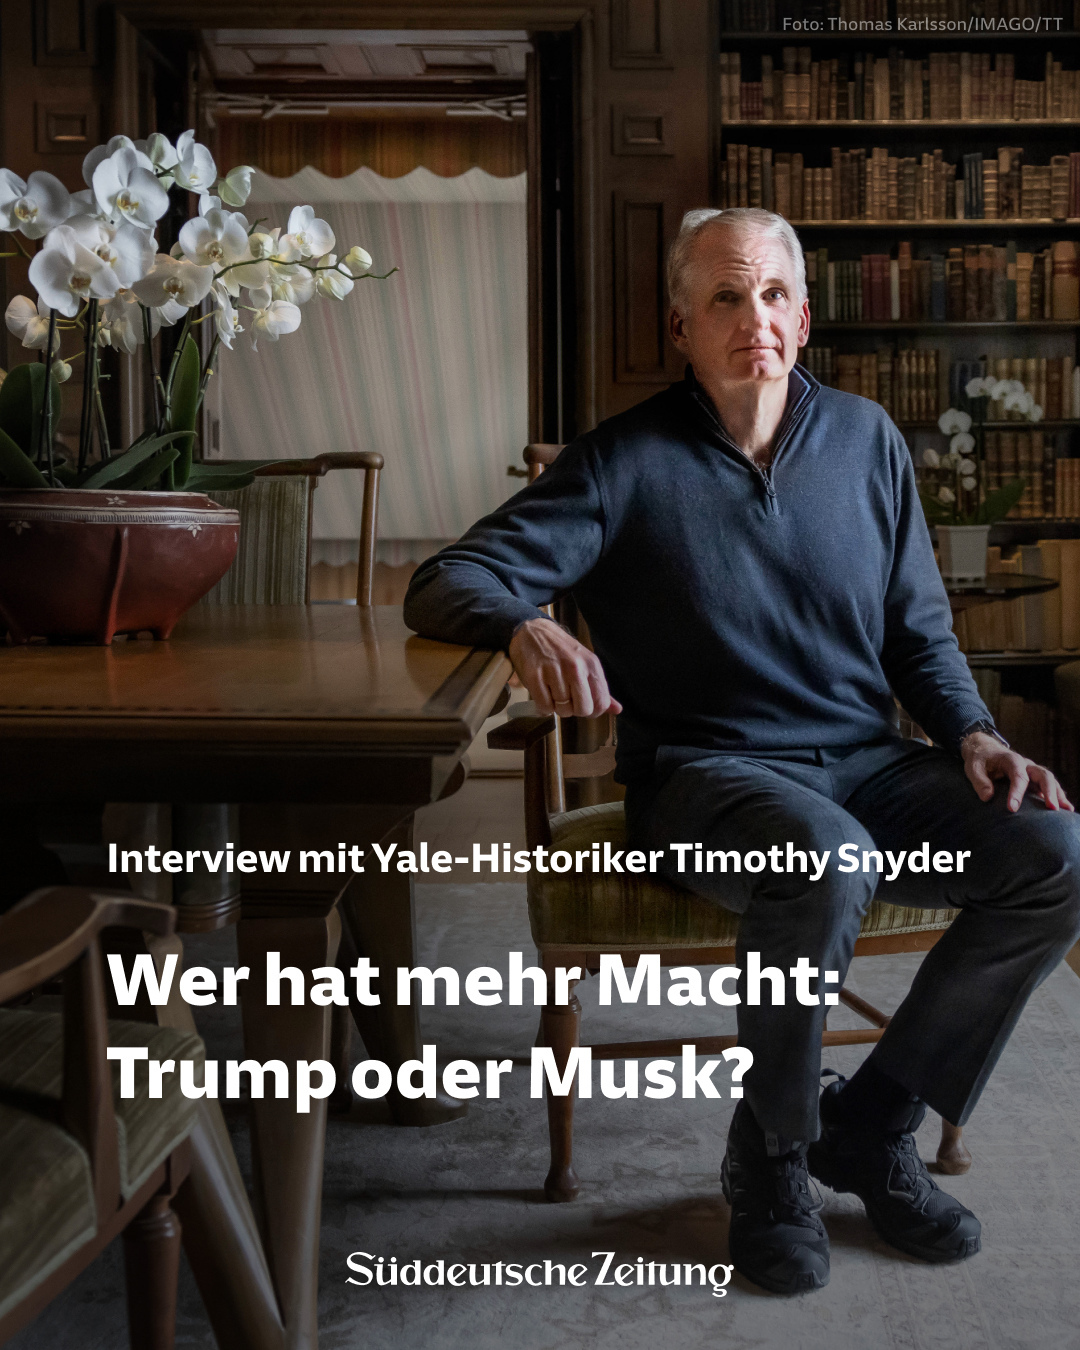 Foto: Thomas Karlsson/IMAGO/TT
Interview mit Yale-Historiker Timothy Snyder
Wer hat mehr Macht:
Trump oder Musk?
Süddeutsche Zeitung